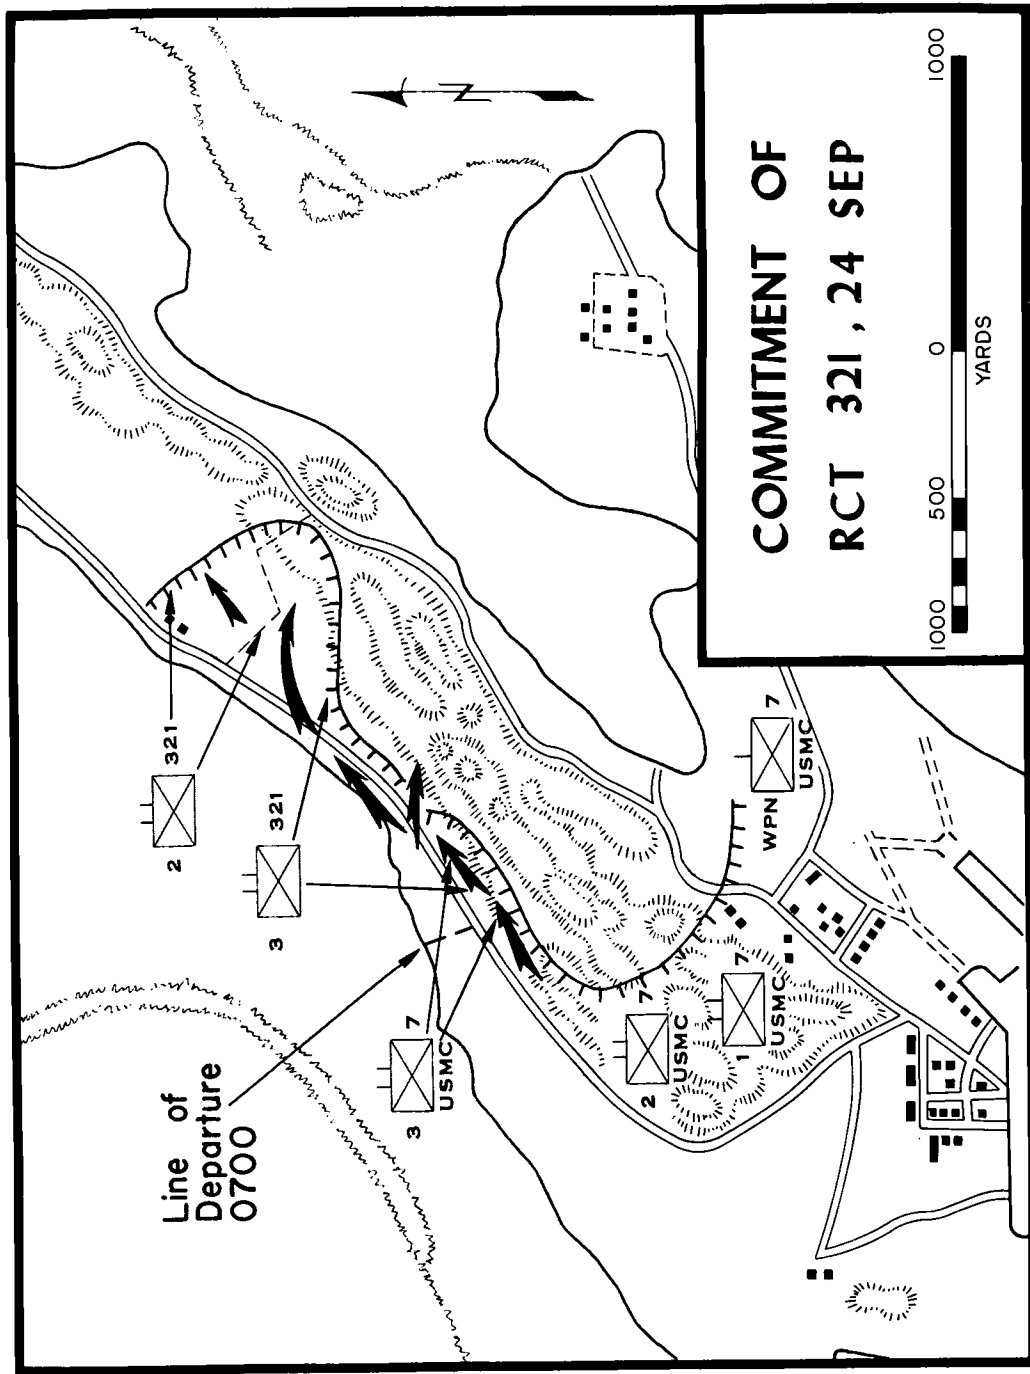 Line of
Departure
0700
2
321
3
321
3
7
USMC
2
7
USMC
1
7
USMC
WPN
7
USMC
N
COMMITMENT OF
RCT 321, 24 SEP
1000
500
0
1000
YARDS